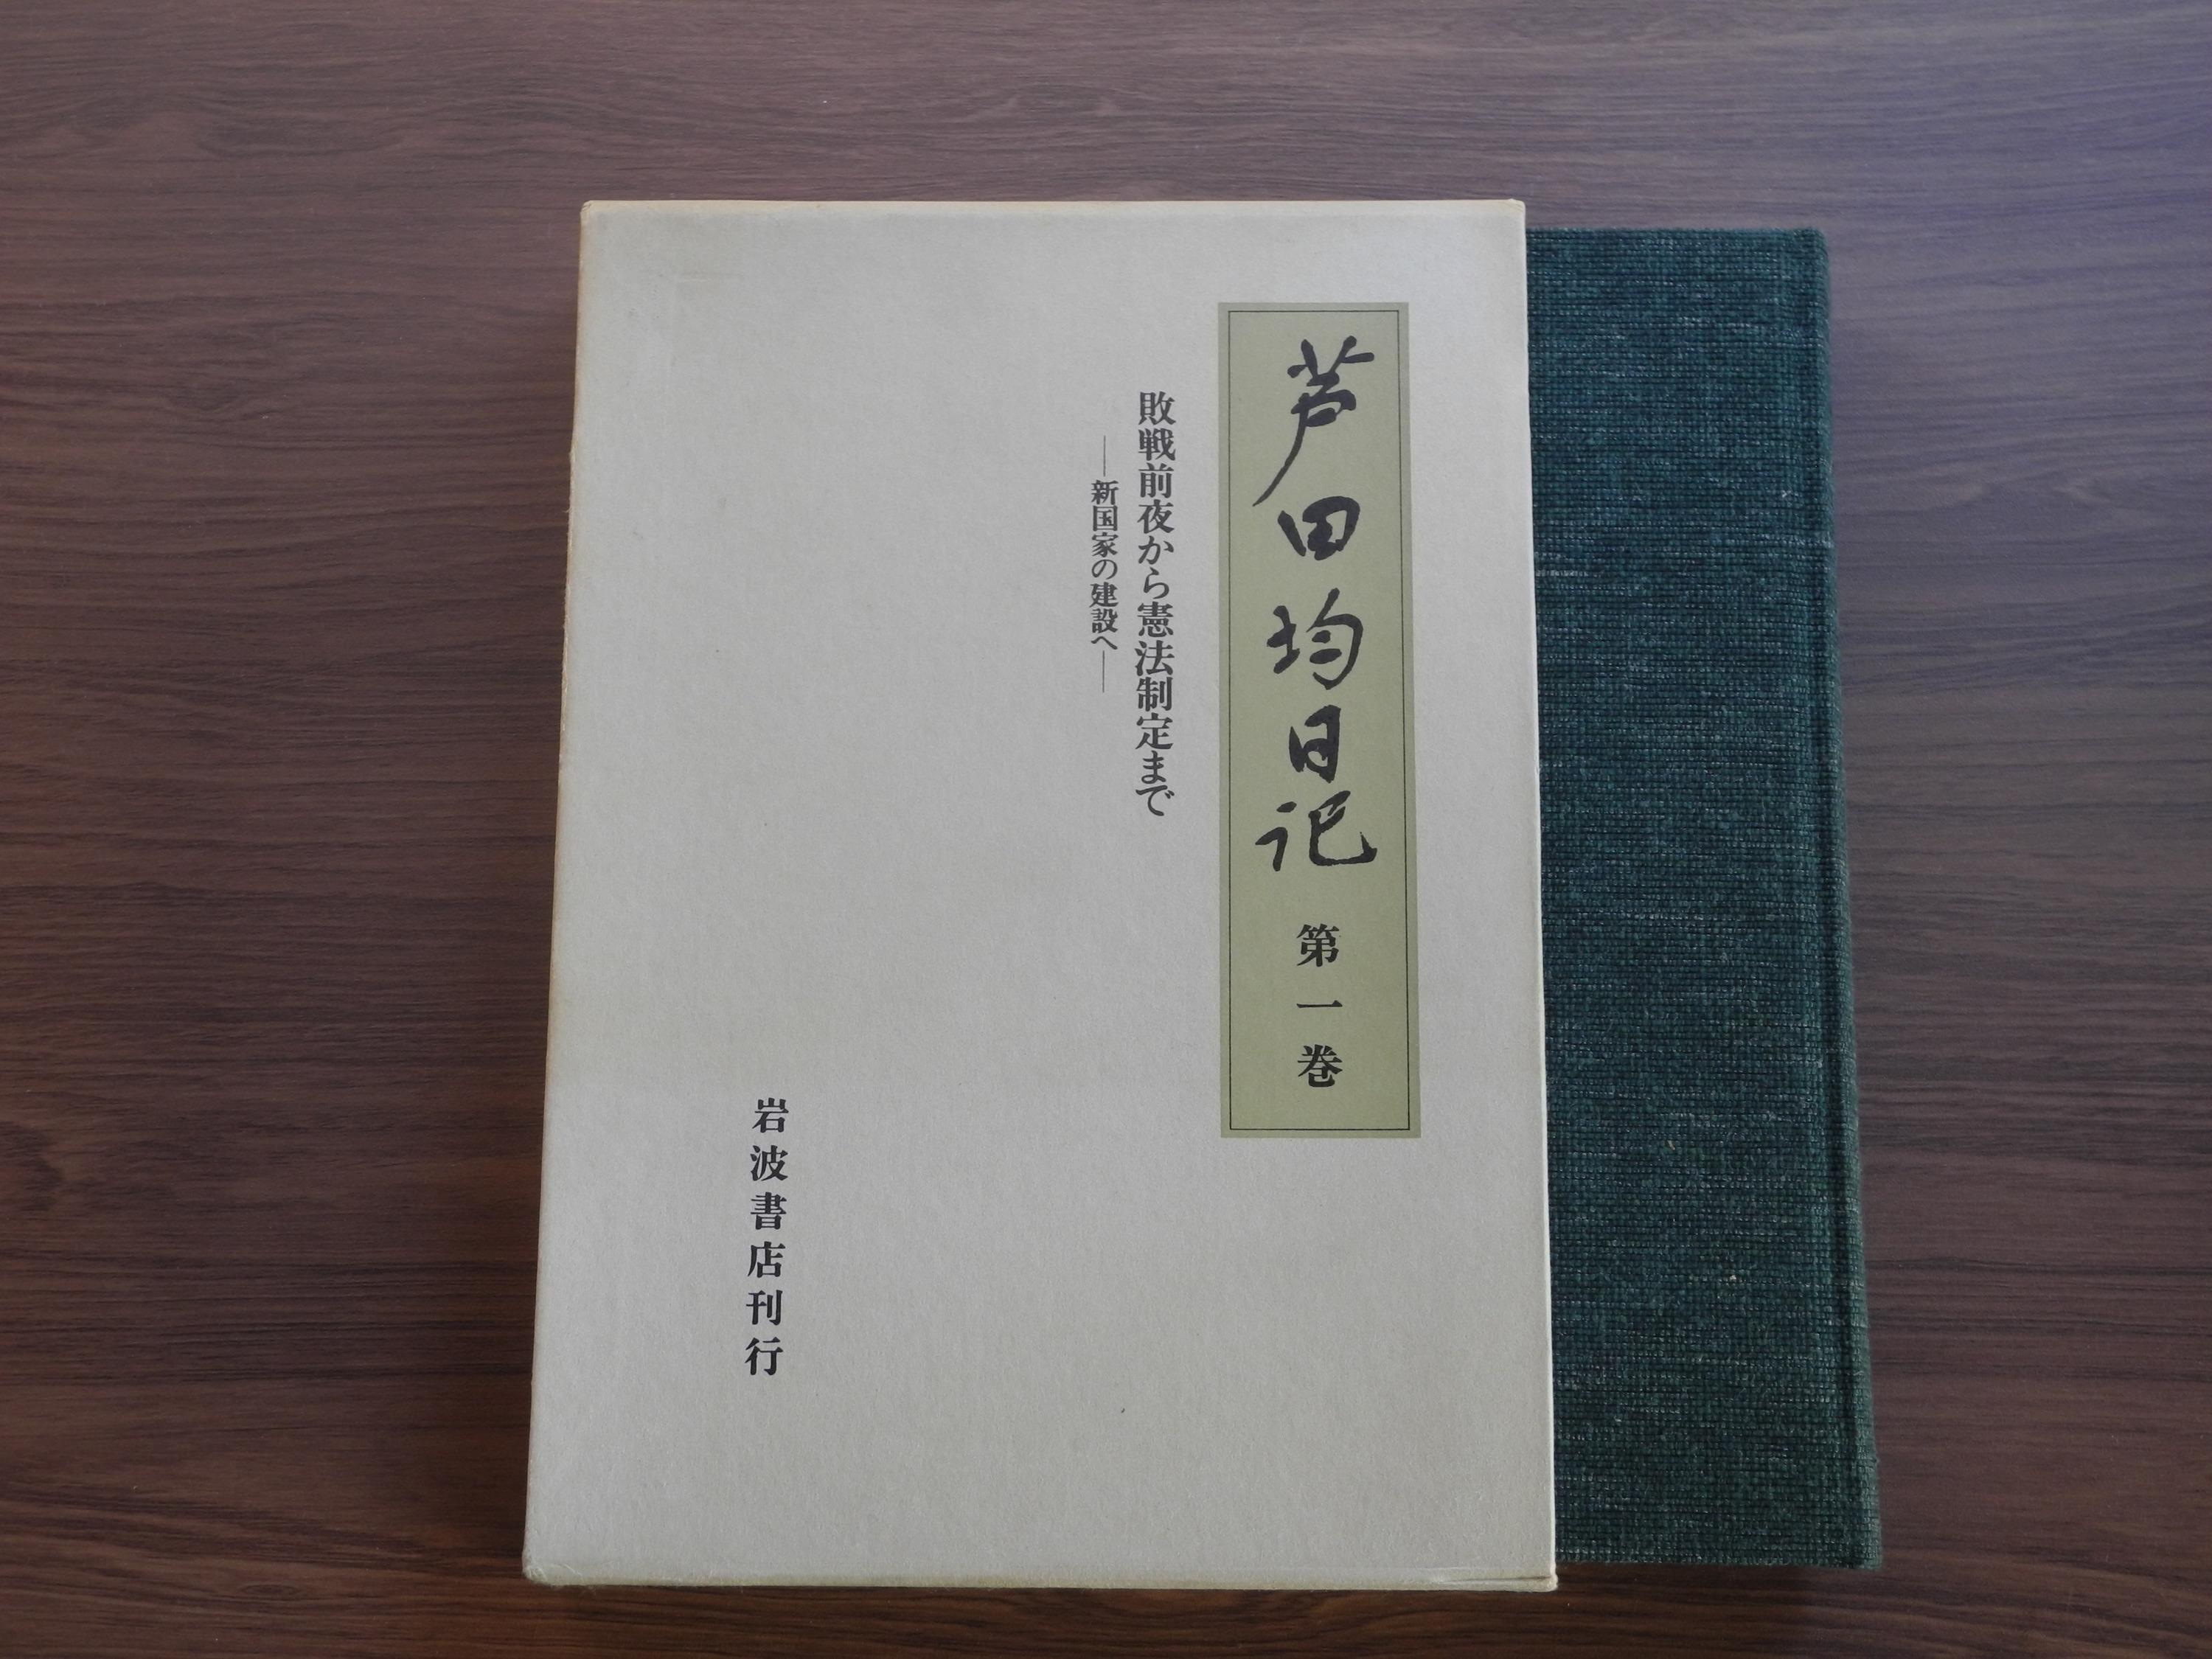 芦田均日記 第一巻
敗戦前夜から憲法制定まで
―新国家の建設へ―
岩波書店刊行